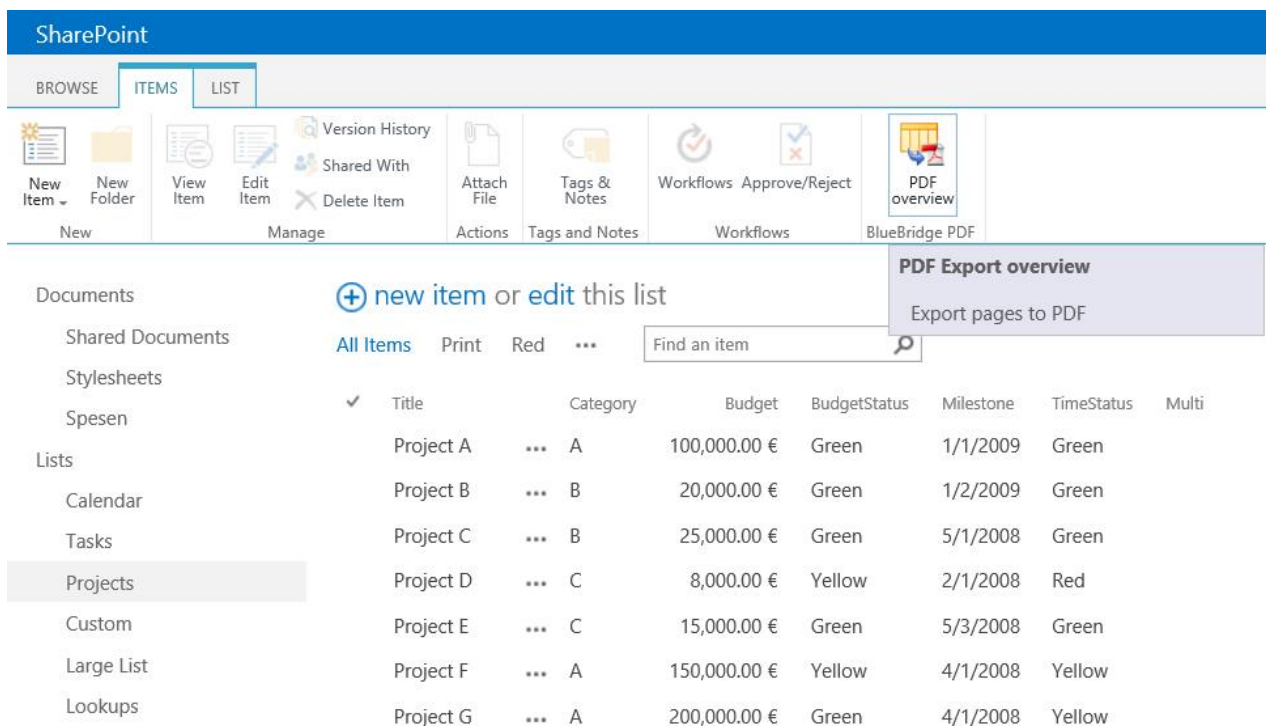 SharePoint
BROWSE ITEMS LIST
New Item New Folder View Item Edit Item Version History Shared With Delete Item Attach File Tags & Notes Workflows Approve/Reject PDF overview
New Manage Actions Tags and Notes Workflows BlueBridge PDF
PDF Export overview
Export pages to PDF
Documents
Shared Documents
Stylesheets
Spesen
Lists
Calendar
Tasks
Projects
Custom
Large List
Lookups
new item or edit this list
All Items Print Red ••• Find an item
Title Category Budget BudgetStatus Milestone TimeStatus Multi
Project A ••• A 100,000.00 € Green 1/1/2009 Green
Project B ••• B 20,000.00 € Green 1/2/2009 Green
Project C ••• B 25,000.00 € Green 5/1/2008 Green
Project D ••• C 8,000.00 € Yellow 2/1/2008 Red
Project E ••• C 15,000.00 € Green 5/3/2008 Green
Project F ••• A 150,000.00 € Yellow 4/1/2008 Yellow
Project G ••• A 200,000.00 € Green 4/1/2008 Yellow